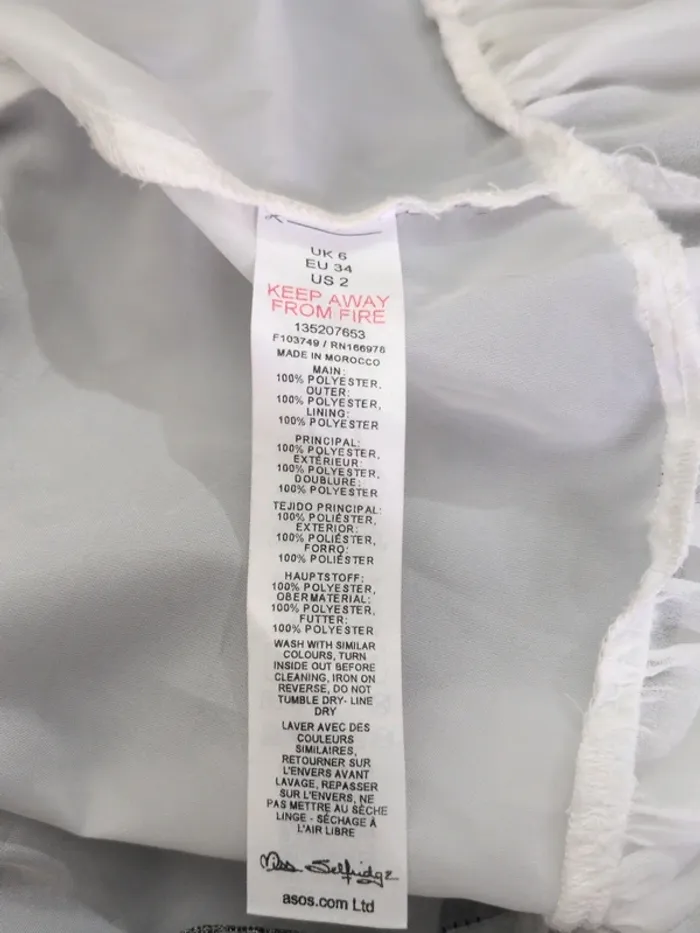 UK 6
EU 34
US 2
KEEP AWAY
FROM FIRE
135207653
F103749 / RN166976
MADE IN MOROCCO
MAIN:
100% POLYESTER,
OUTER:
100% POLYESTER,
LINING:
100% POLYESTER
PRINCIPAL:
100% POLYESTER,
EXTÉRIEUR:
100% POLYESTER,
DOUBLURE:
100% POLYESTER
TEJIDO PRINCIPAL:
100% POLIÉSTER,
EXTERIOR:
100% POLIÉSTER,
FORRO:
100% POLIÉSTER
HAUPTSTOFF:
100% POLYESTER,
OBERMATERIAL:
100% POLYESTER,
FUTTER:
100% POLYESTER
WASH WITH SIMILAR
COLOURS, TURN
INSIDE OUT BEFORE
CLEANING, IRON ON
REVERSE, DO NOT
TUMBLE DRY- LINE
DRY
LAVER AVEC DES
COULEURS
SIMILAIRES,
RETOURNER SUR
L'ENVERS AVANT
LAVAGE, REPASSER
SUR L'ENVERS, NE
PAS METTRE AU SÈCHE
LINGE - SÉCHAGE À
L'AIR LIBRE
Miss Selfridge
asos.com Ltd